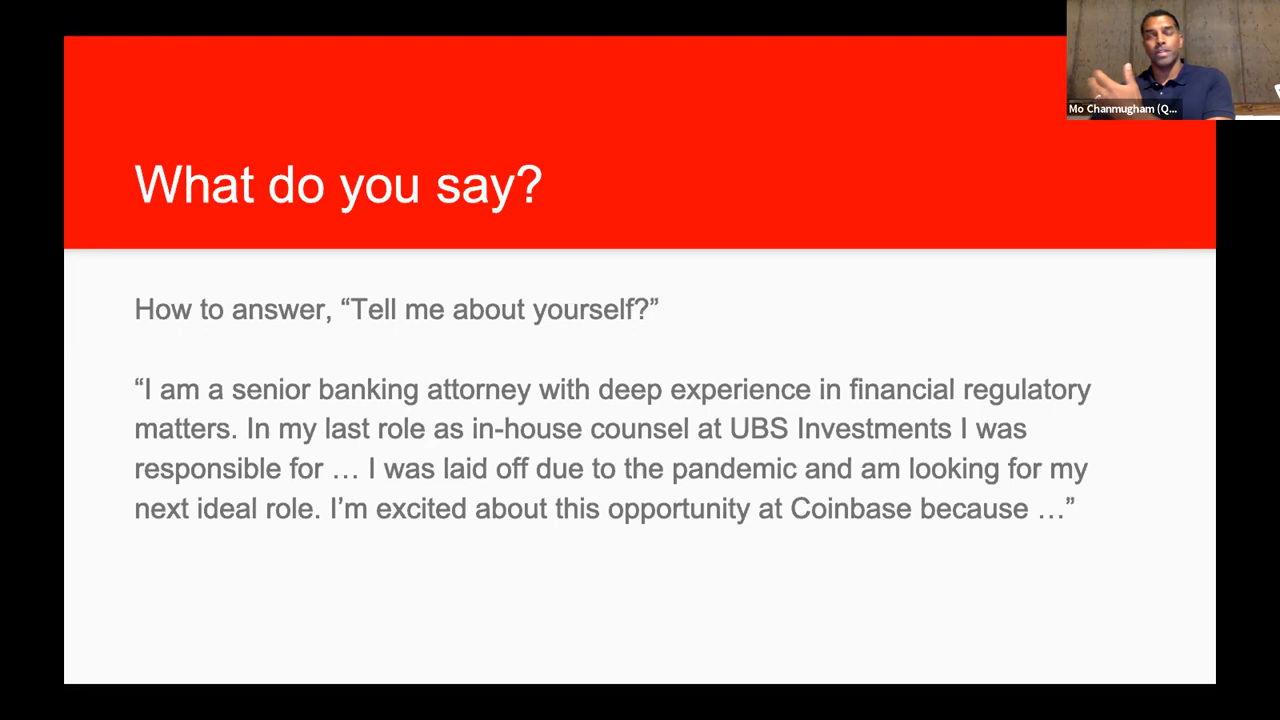 Mo Chanmugham (Q...
What do you say?
How to answer, “Tell me about yourself?”
“I am a senior banking attorney with deep experience in financial regulatory
matters. In my last role as in-house counsel at UBS Investments I was
responsible for … I was laid off due to the pandemic and am looking for my
next ideal role. I’m excited about this opportunity at Coinbase because …”